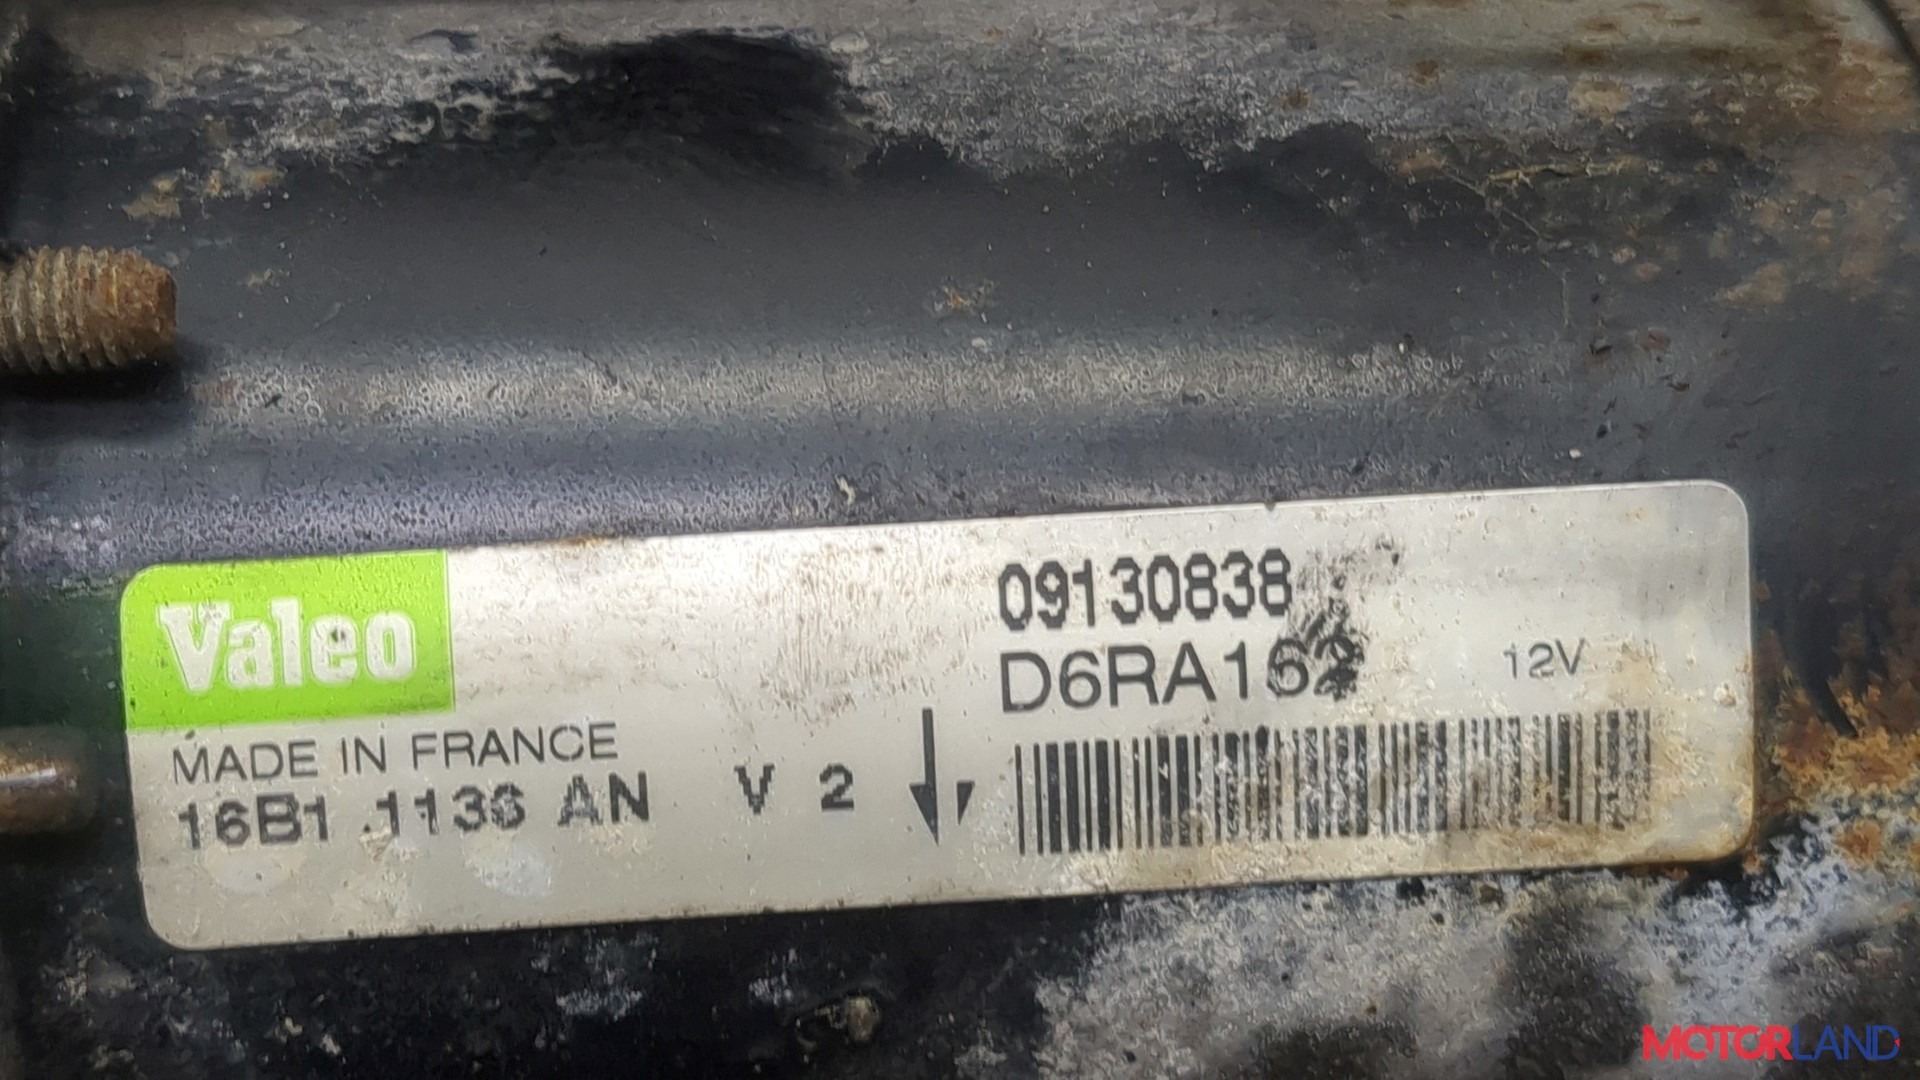 Valeo
09130838
D6RA162
12V
MADE IN FRANCE
16B1 1136 AN V 2
MOTORLAND